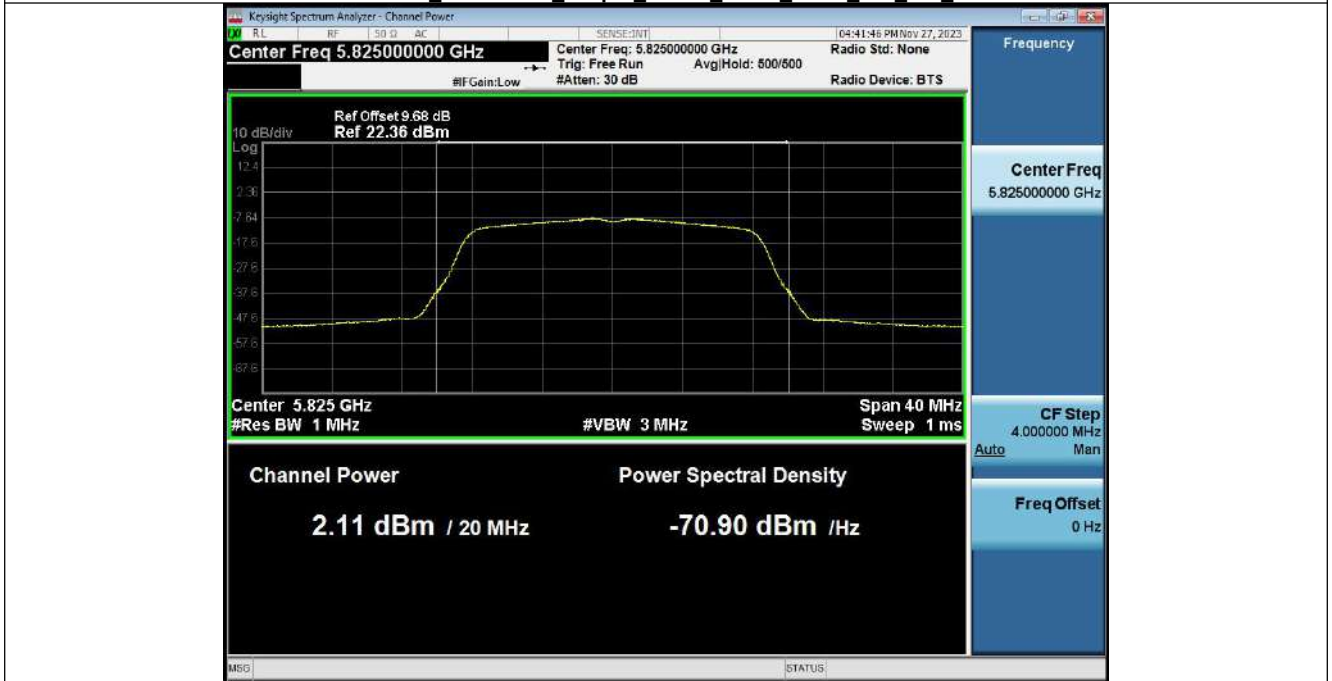 Keysight Spectrum Analyzer - Channel Power
RL RF 50 Ω AC SENSE:INT 04:41:46 PM Nov 27, 2023
Center Freq 5.825000000 GHz
Center Freq: 5.825000000 GHz
Radio Std: None
Trig: Free Run Avg|Hold: 500/500
#IFGain:Low #Atten: 30 dB Radio Device: BTS
Ref Offset 9.68 dB
10 dB/div Ref 22.36 dBm
Log
12.4
2.36
-7.64
-17.6
-27.6
-37.6
-47.6
-57.6
-67.6
Center 5.825 GHz Span 40 MHz
#Res BW 1 MHz #VBW 3 MHz Sweep 1 ms
Channel Power Power Spectral Density
2.11 dBm / 20 MHz -70.90 dBm /Hz
MSG STATUS
Frequency
Center Freq
5.825000000 GHz
CF Step
4.000000 MHz
Auto Man
Freq Offset
0 Hz